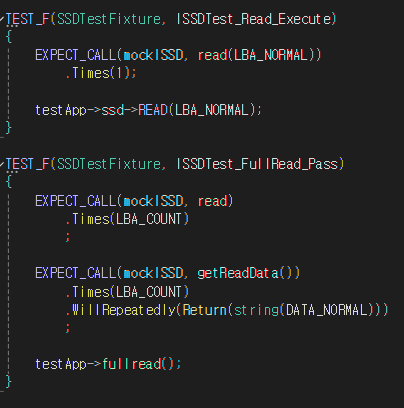 TEST_F(SSDTestFixture, ISSDTest_Read_Execute)
{
    EXPECT_CALL(mockISSD, read(LBA_NORMAL))
        .Times(1);

    testApp->ssd->READ(LBA_NORMAL);
}

TEST_F(SSDTestFixture, ISSDTest_FullRead_Pass)
{
    EXPECT_CALL(mockISSD, read)
        .Times(LBA_COUNT)
        ;

    EXPECT_CALL(mockISSD, getReadData())
        .Times(LBA_COUNT)
        .WillRepeatedly(Return(string(DATA_NORMAL)))
        ;

    testApp->fullread();
}